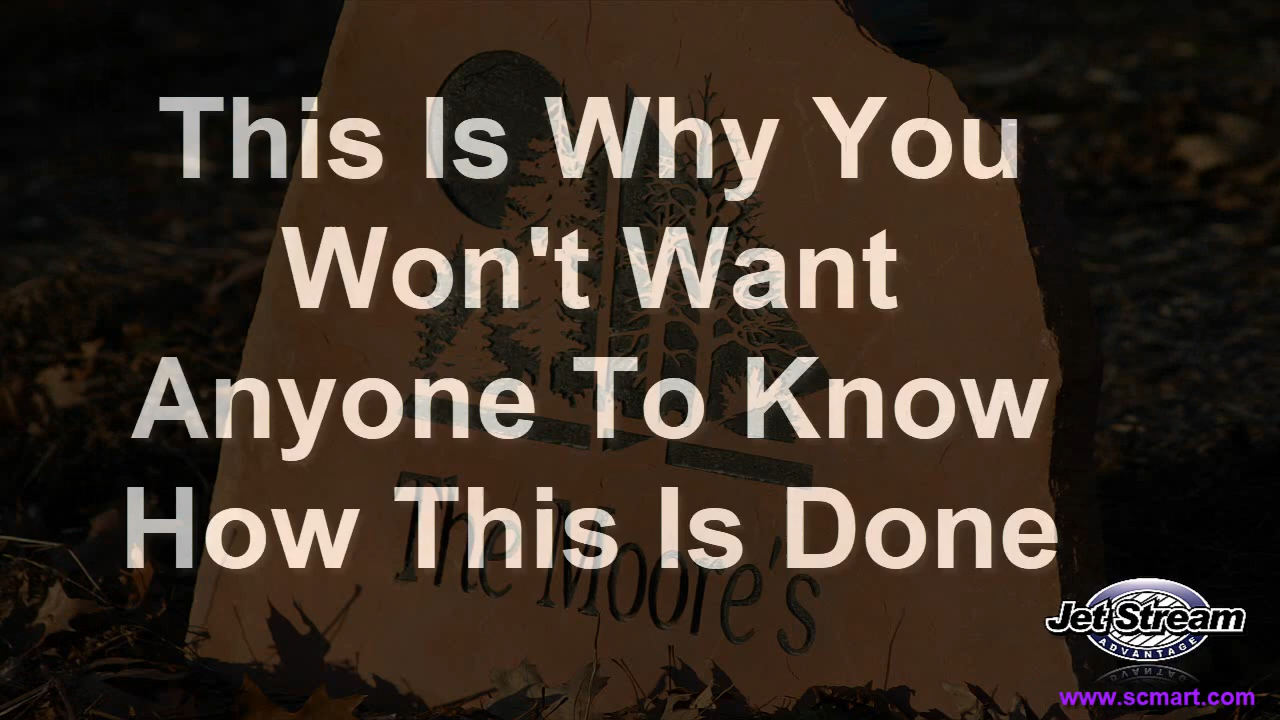 This Is Why You
Won't Want
Anyone To Know
How This Is Done
The Moore's
Jet Stream
ADVANTAGE
www.scmart.com